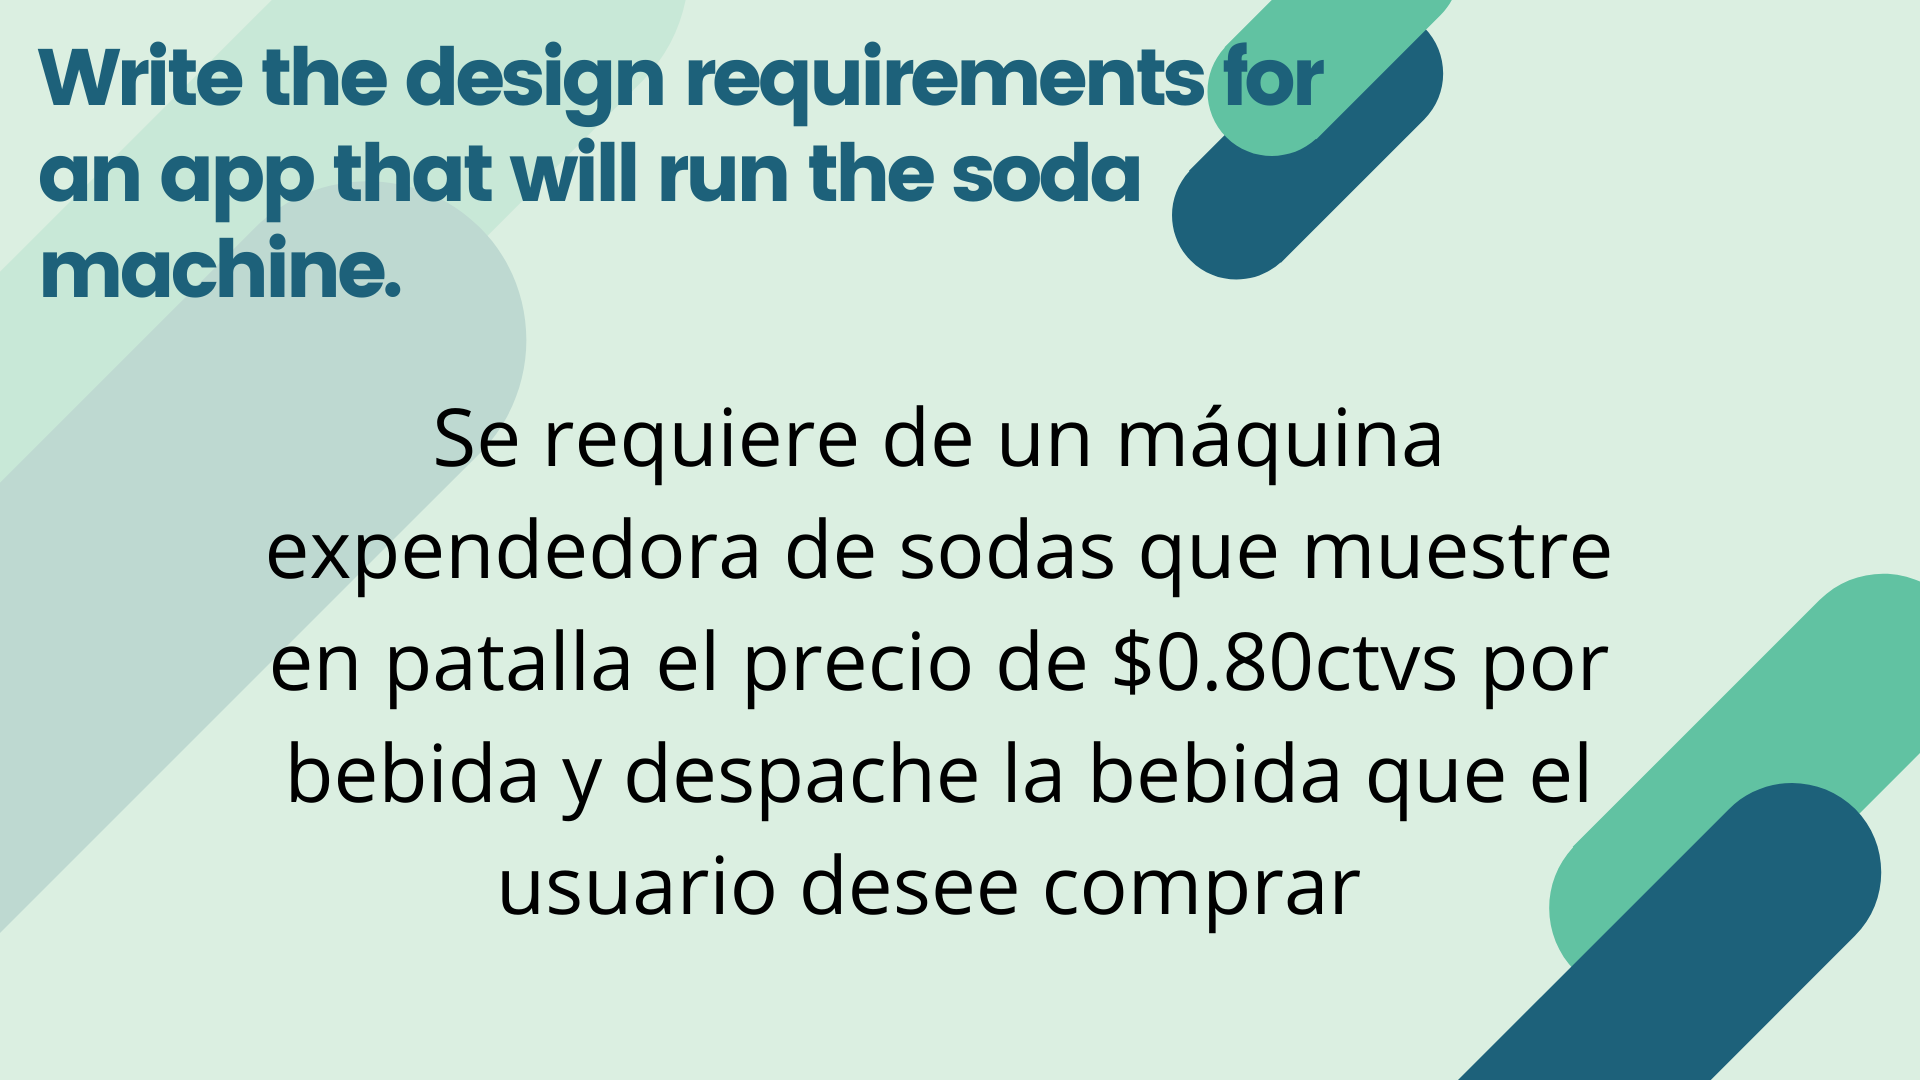 Write the design requirements for
an app that will run the soda
machine.
Se requiere de un máquina
expendedora de sodas que muestre
en patalla el precio de $0.80ctvs por
bebida y despache la bebida que el
usuario desee comprar